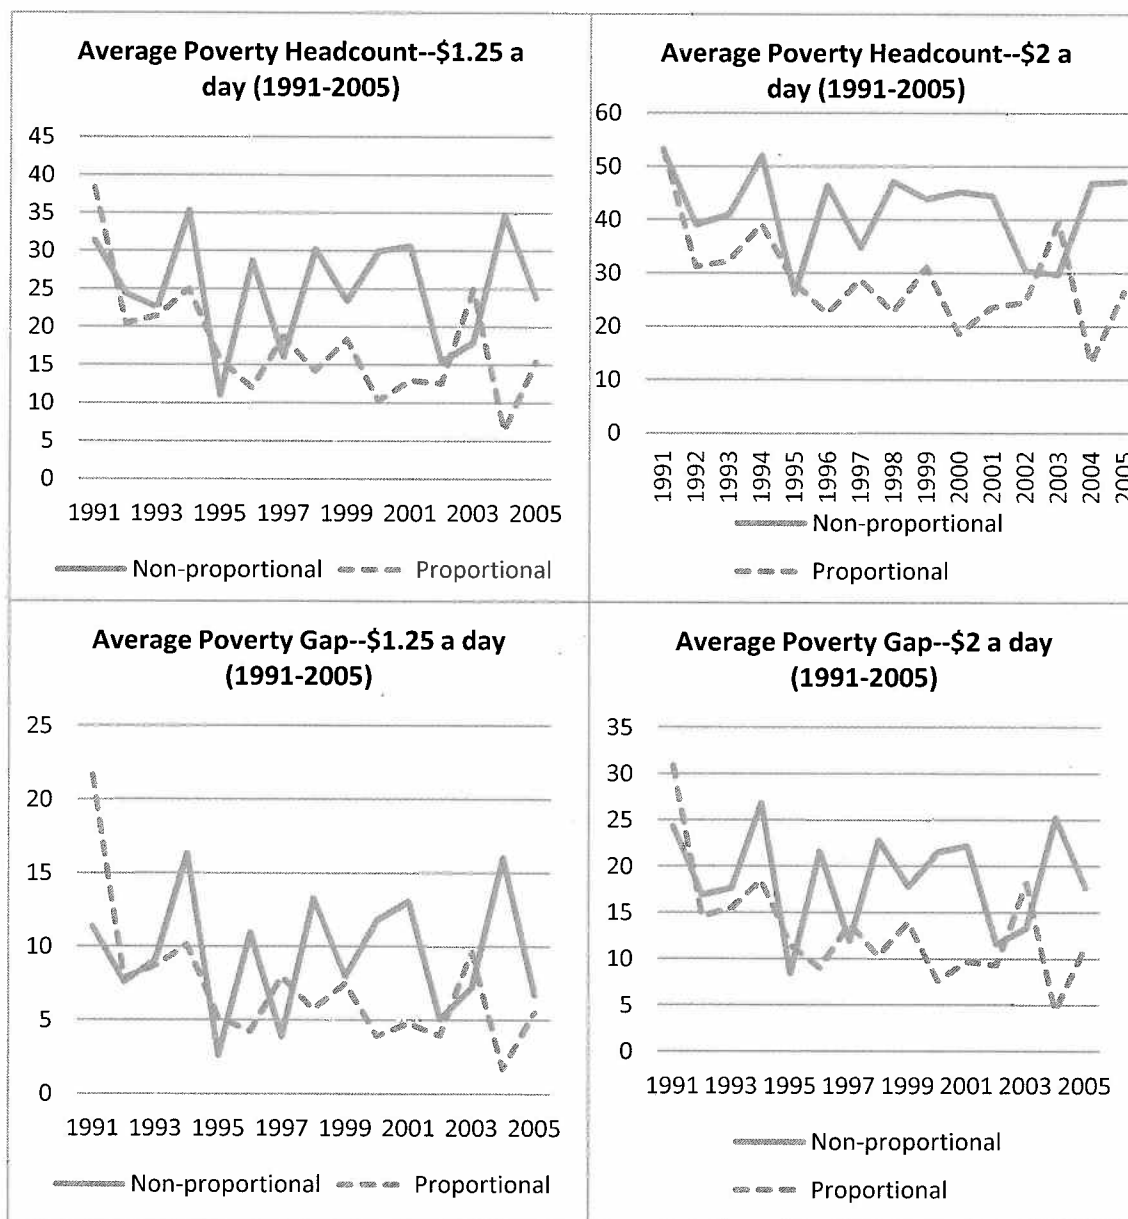 Average Poverty Headcount--$1.25 a
day (1991-2005)
45
40
35
30
25
20
15
10
5
0
1991 1993 1995 1997 1999 2001 2003 2005
Non-proportional Proportional
Average Poverty Headcount--$2 a
day (1991-2005)
60
50
40
30
20
10
0
1991 1992 1993 1994 1995 1996 1997 1998 1999 2000 2001 2002 2003 2004 2005
Non-proportional
Proportional
Average Poverty Gap--$1.25 a day
(1991-2005)
25
20
15
10
5
0
1991 1993 1995 1997 1999 2001 2003 2005
Non-proportional Proportional
Average Poverty Gap--$2 a day
(1991-2005)
35
30
25
20
15
10
5
0
1991 1993 1995 1997 1999 2001 2003 2005
Non-proportional
Proportional